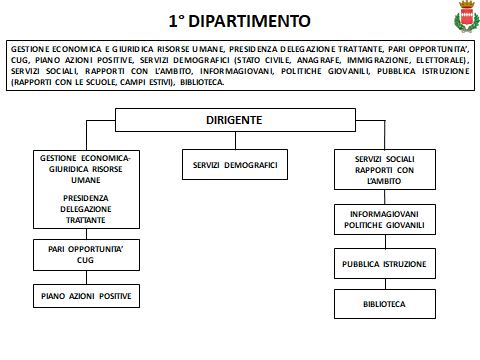 1° DIPARTIMENTO
GESTIONE ECONOMICA E GIURIDICA RISORSE UMANE, PRESIDENZA DELEGAZIONE TRATTANTE, PARI OPPORTUNITA',
CUG, PIANO AZIONI POSITIVE, SERVIZI DEMOGRAFICI (STATO CIVILE, ANAGRAFE, IMMIGRAZIONE, ELETTORALE),
SERVIZI SOCIALI, RAPPORTI CON L'AMBITO, INFORMAGIOVANI, POLITICHE GIOVANILI, PUBBLICA ISTRUZIONE
(RAPPORTI CON LE SCUOLE, CAMPI ESTIVI), BIBLIOTECA.
DIRIGENTE
GESTIONE ECONOMICA-
GIURIDICA RISORSE
UMANE
PRESIDENZA
DELEGAZIONE
TRATTANTE
PARI OPPORTUNITA'
CUG
PIANO AZIONI POSITIVE
SERVIZI DEMOGRAFICI
SERVIZI SOCIALI
RAPPORTI CON
L'AMBITO
INFORMAGIOVANI
POLITICHE GIOVANILI
PUBBLICA ISTRUZIONE
BIBLIOTECA